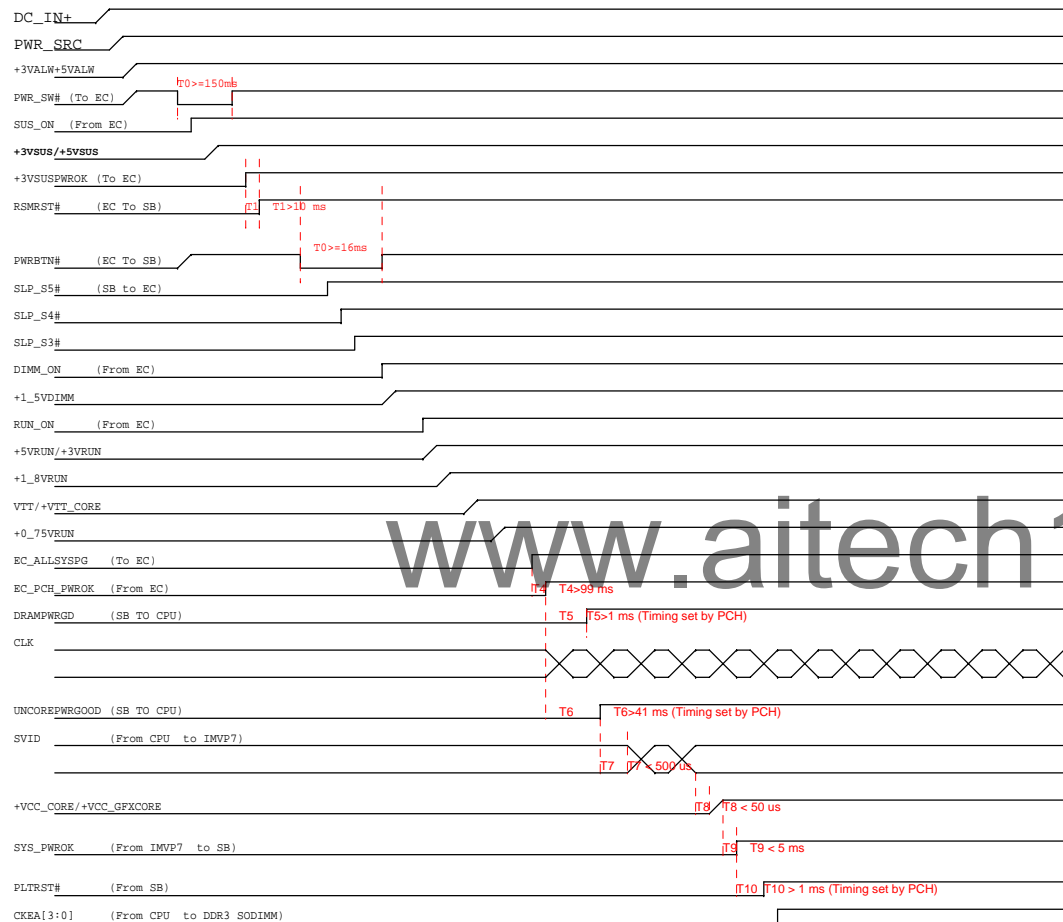 DC_IN+
PWR_SRC
+3VALW+5VALW
T0>=150ms
PWR_SW# (To EC)
SUS_ON (From EC)
+3VSUS/+5VSUS
+3VSUSPWROK (To EC)
RSMRST# (EC To SB) T1 T1>10 ms
T0>=16ms
PWRBTN# (EC To SB)
SLP_S5# (SB to EC)
SLP_S4#
SLP_S3#
DIMM_ON (From EC)
+1_5VDIMM
RUN_ON (From EC)
+5VRUN/+3VRUN
+1_8VRUN
VTT/+VTT_CORE
+0_75VRUN
www.aitech1
EC_ALLSYSPG (To EC)
EC_PCH_PWROK (From EC) T4 T4>99 ms
DRAMPWRGD (SB TO CPU) T5 T5>1 ms (Timing set by PCH)
CLK
UNCOREPWRGOOD (SB TO CPU) T6 T6>41 ms (Timing set by PCH)
SVID (From CPU to IMVP7)
T7 T7 < 500 us
+VCC_CORE/+VCC_GFXCORE T8 T8 < 50 us
SYS_PWROK (From IMVP7 to SB) T9 T9 < 5 ms
PLTRST# (From SB) T10 T10 > 1 ms (Timing set by PCH)
CKEA[3:0] (From CPU to DDR3 SODIMM)